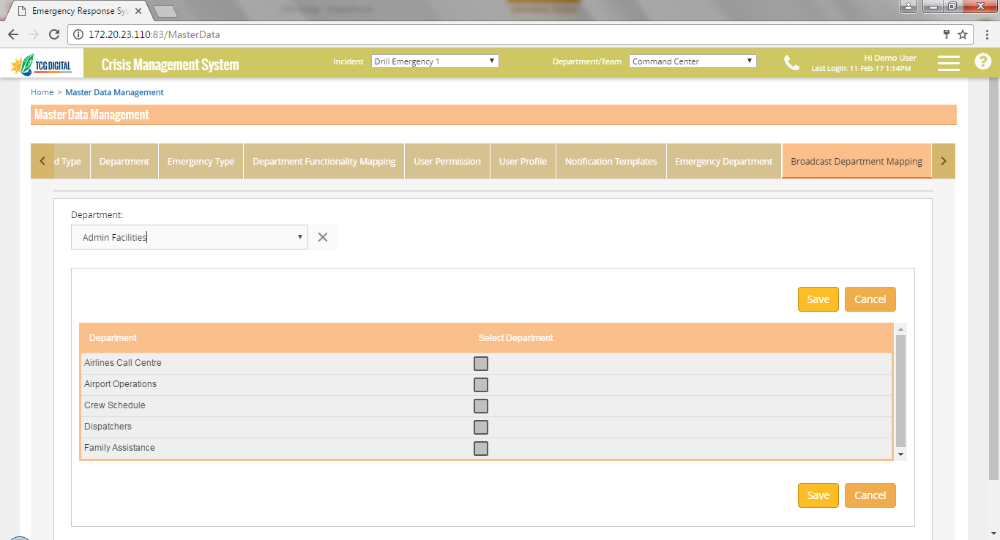 Emergency Response Sys
172.20.23.110:83/MasterData
TCG DIGITAL
Crisis Management System
Incident
Drill Emergency 1
Department/Team
Command Center
Hi Demo User
Last Login: 11-Feb-17 1:14PM
Home > Master Data Management
Master Data Management
d Type
Department
Emergency Type
Department Functionality Mapping
User Permission
User Profile
Notification Templates
Emergency Department
Broadcast Department Mapping
Department:
Admin Facilities
Save
Cancel
Department
Select Department
Airlines Call Centre
Airport Operations
Crew Schedule
Dispatchers
Family Assistance
Save
Cancel